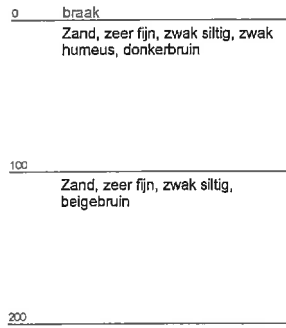 0 braak
Zand, zeer fijn, zwak siltig, zwak
humeus, donkerbruin
100
Zand, zeer fijn, zwak siltig,
beigebruin
200